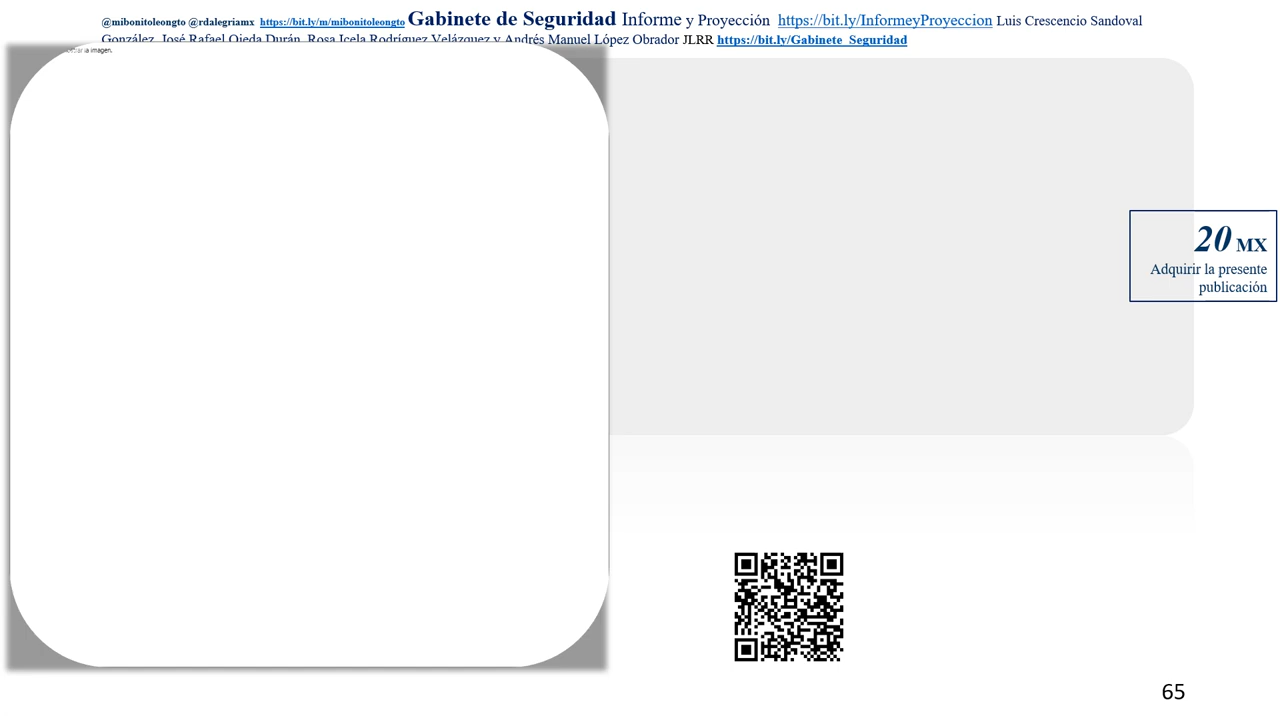 @mibonitoleongto @rdalegriamx https://bit.ly/m/mibonitoleongto Gabinete de Seguridad Informe y Proyección https://bit.ly/InformeyProyeccion Luis Crescencio Sandoval
González, José Rafael Ojeda Durán, Rosa Icela Rodríguez Velázquez y Andrés Manuel López Obrador JLRR https://bit.ly/Gabinete_Seguridad
la imagen.
20 MX
Adquirir la presente
publicación
65